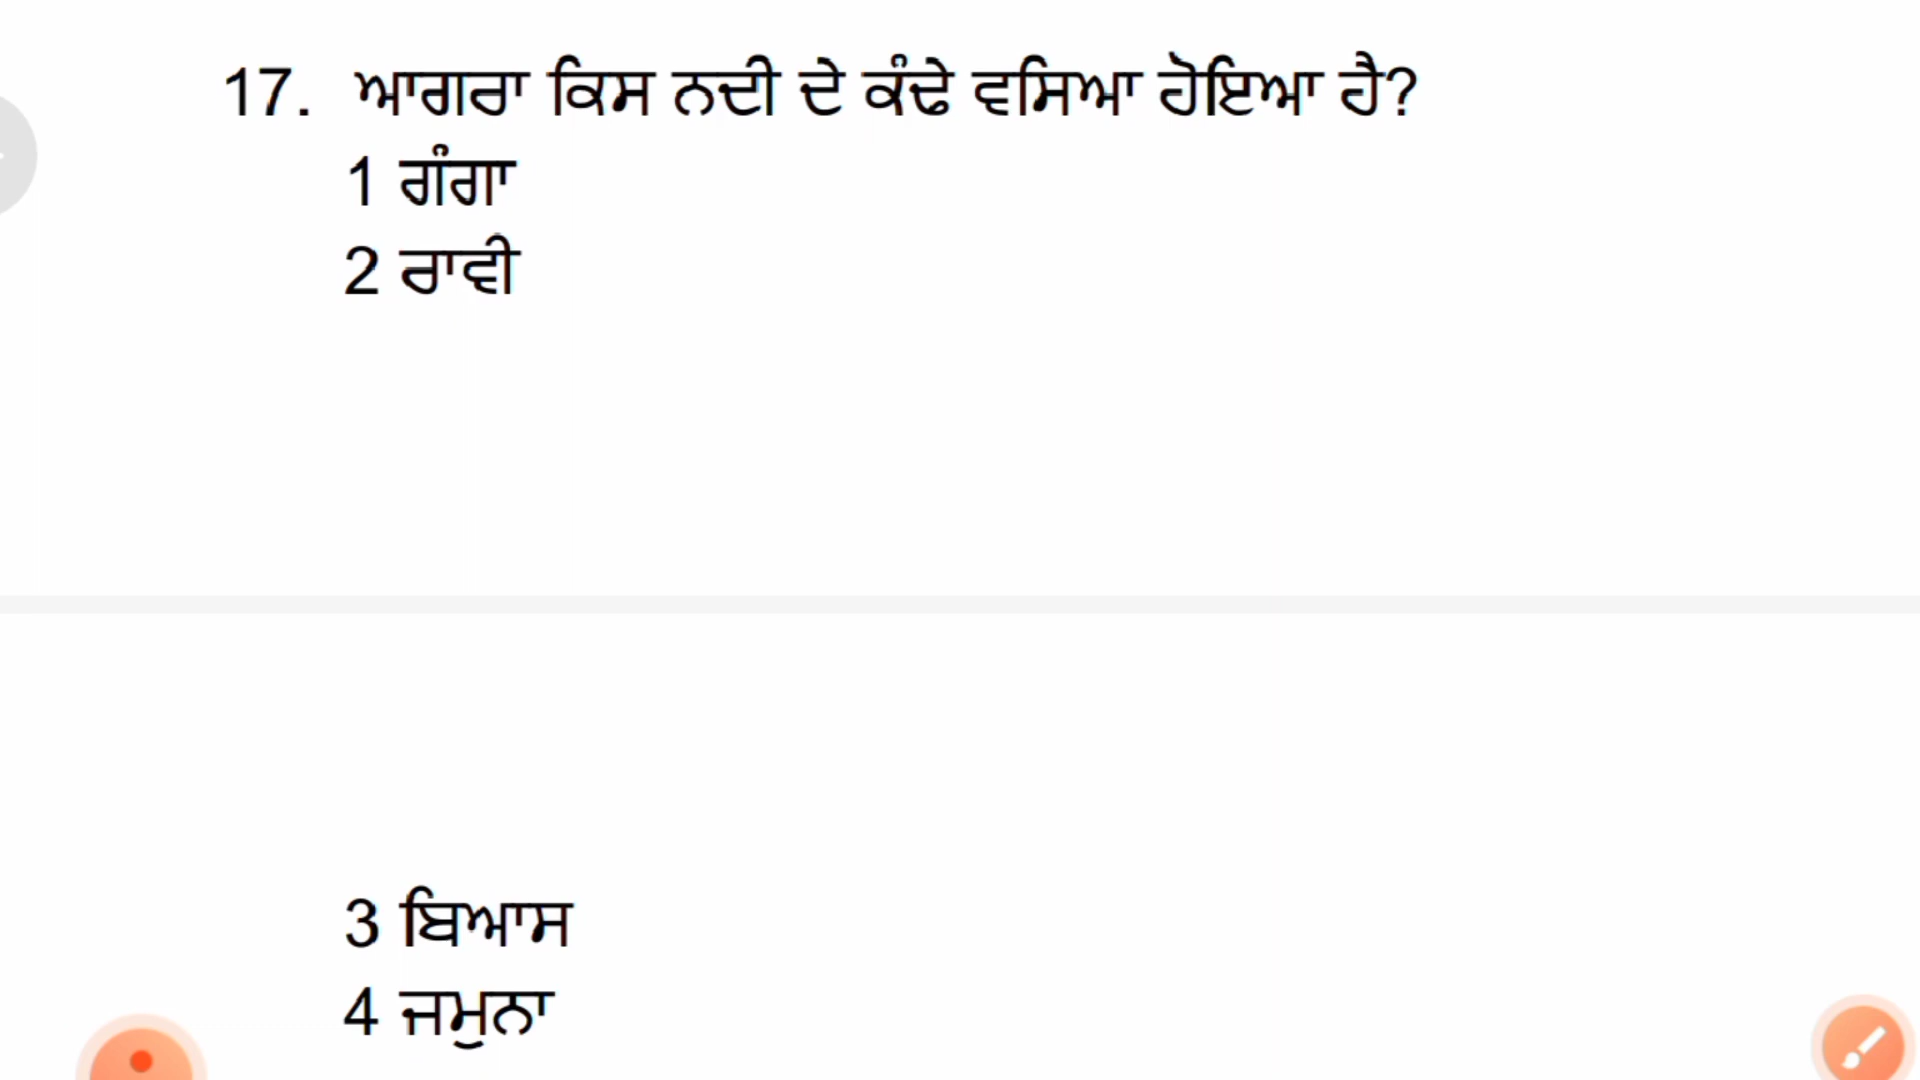 17. ਆਗਰਾ ਕਿਸ ਨਦੀ ਦੇ ਕੰਢੇ ਵਸਿਆ ਹੋਇਆ ਹੈ?
1 ਗੰਗਾ
2 ਰਾਵੀ
3 ਬਿਆਸ
4 ਜਮੁਨਾ